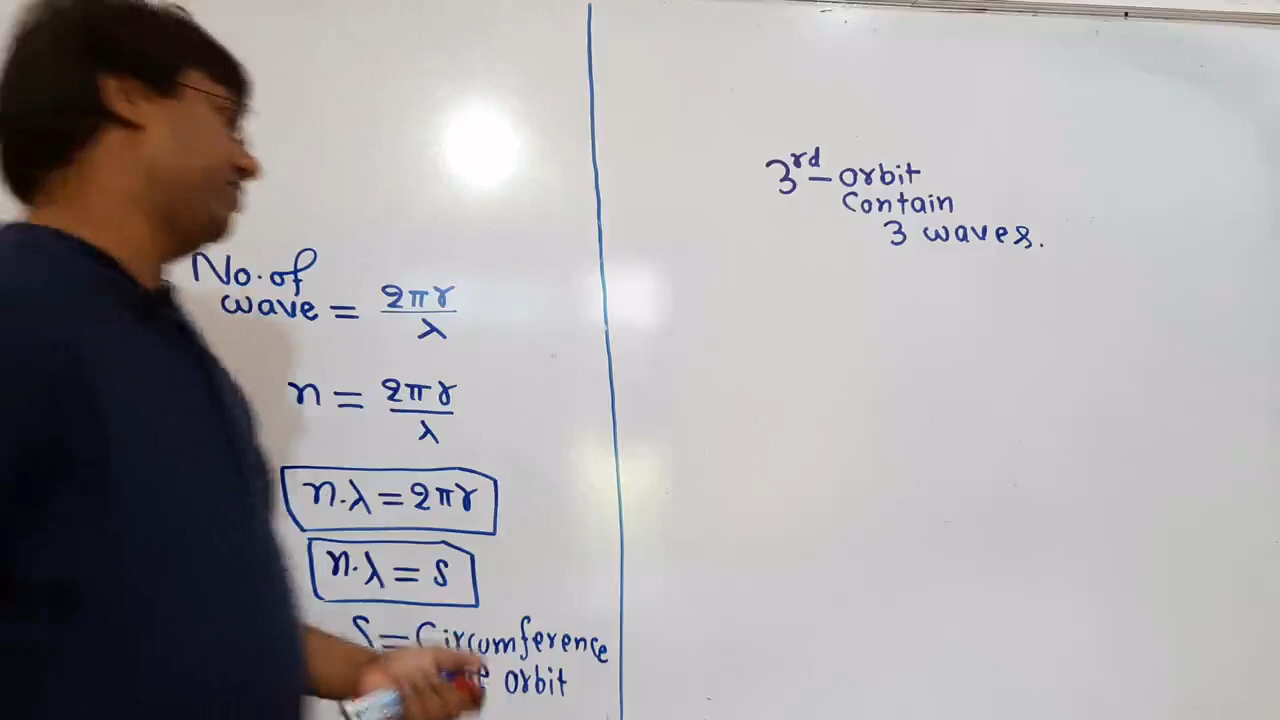 No. of
wave = 2πr/λ
n = 2πr/λ
n.λ = 2πr
n.λ = S
S = Circumference
orbit
3rd- orbit
Contain
3 waves.